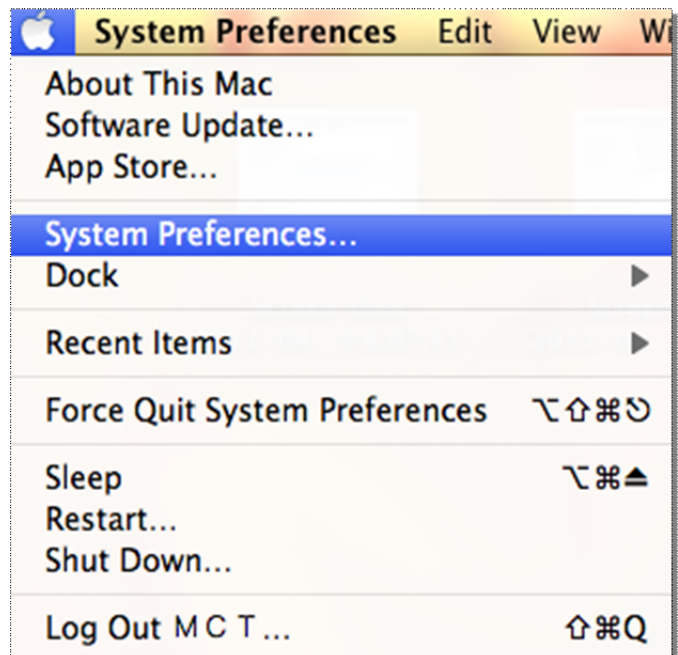 System Preferences Edit View Wi
About This Mac
Software Update...
App Store...
System Preferences...
Dock
Recent Items
Force Quit System Preferences ⌥⇧⌘⎋
Sleep ⌥⌘⏏
Restart...
Shut Down...
Log Out M C T... ⇧⌘Q